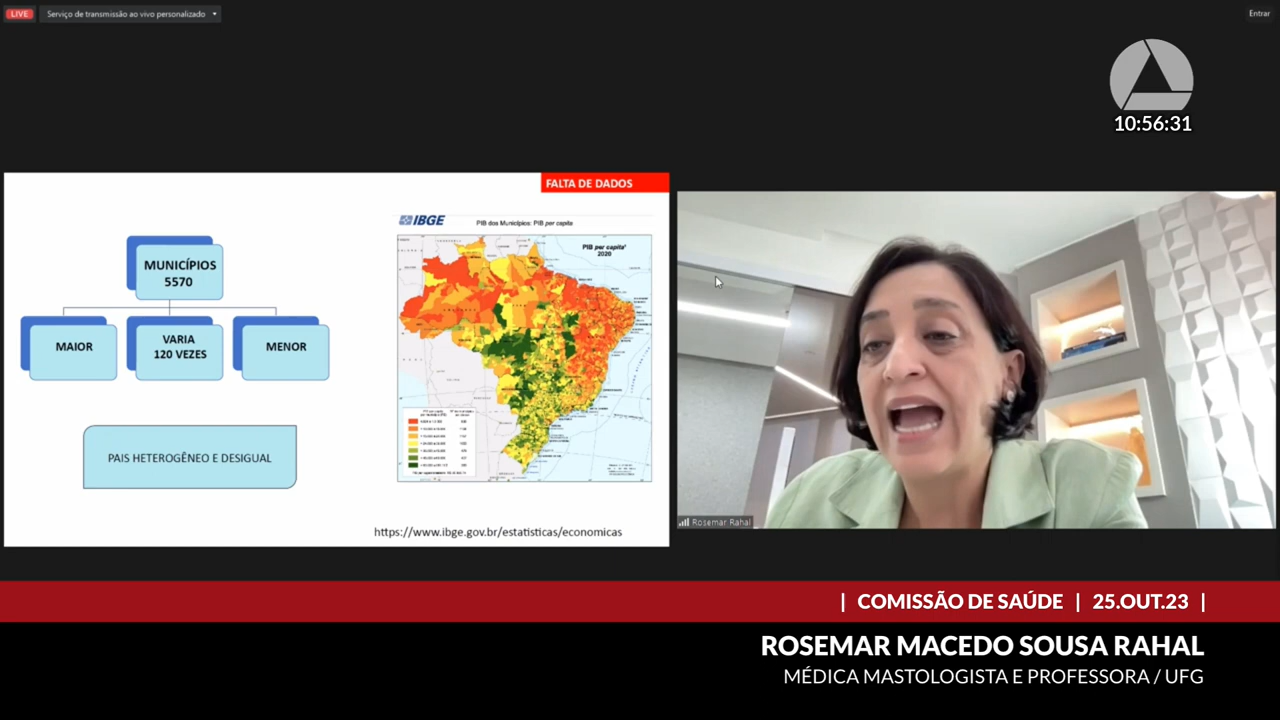 LIVE
Serviço de transmissão ao vivo personalizado
Entrar
10:56:31
FALTA DE DADOS
MUNICÍPIOS
5570
MAIOR
VARIA
120 VEZES
MENOR
PAIS HETEROGÊNEO E DESIGUAL
IBGE
PIB dos Municípios: PIB per capita
PIB per capita¹
2020
https://www.ibge.gov.br/estatisticas/economicas
Rosemar Rahal
| COMISSÃO DE SAÚDE | 25.OUT.23 |
ROSEMAR MACEDO SOUSA RAHAL
MÉDICA MASTOLOGISTA E PROFESSORA / UFG